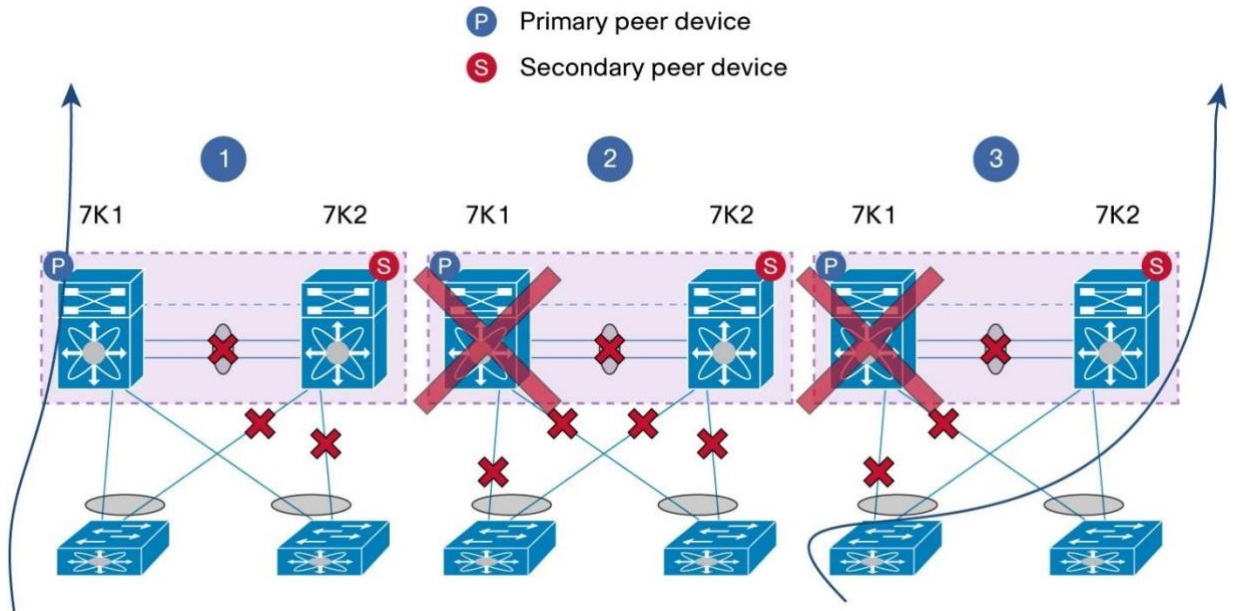 P Primary peer device
S Secondary peer device
1 2 3
7K1 7K2 7K1 7K2 7K1 7K2
P S P S P S